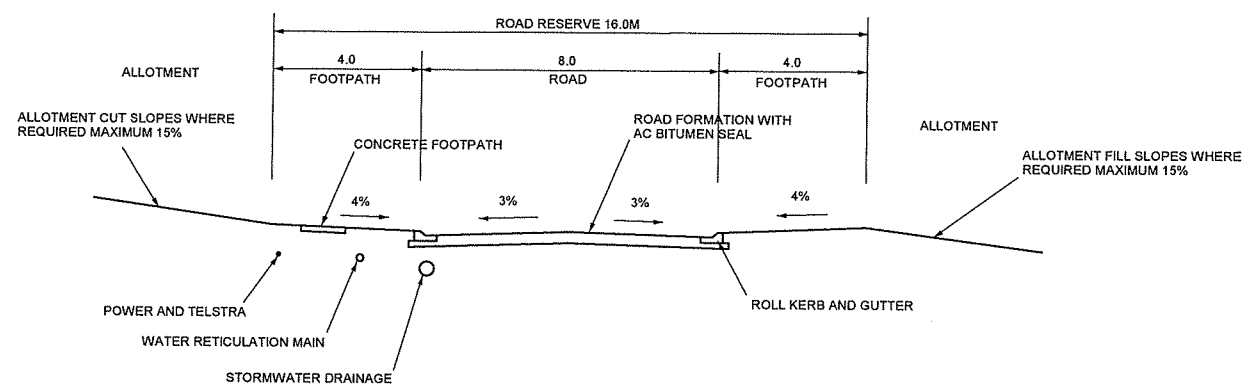 ROAD RESERVE 16.0M
4.0
FOOTPATH
8.0
ROAD
4.0
FOOTPATH
ALLOTMENT
ALLOTMENT CUT SLOPES WHERE
REQUIRED MAXIMUM 15%
CONCRETE FOOTPATH
ROAD FORMATION WITH
AC BITUMEN SEAL
ALLOTMENT
ALLOTMENT FILL SLOPES WHERE
REQUIRED MAXIMUM 15%
4%
3%
3%
4%
POWER AND TELSTRA
WATER RETICULATION MAIN
STORMWATER DRAINAGE
ROLL KERB AND GUTTER